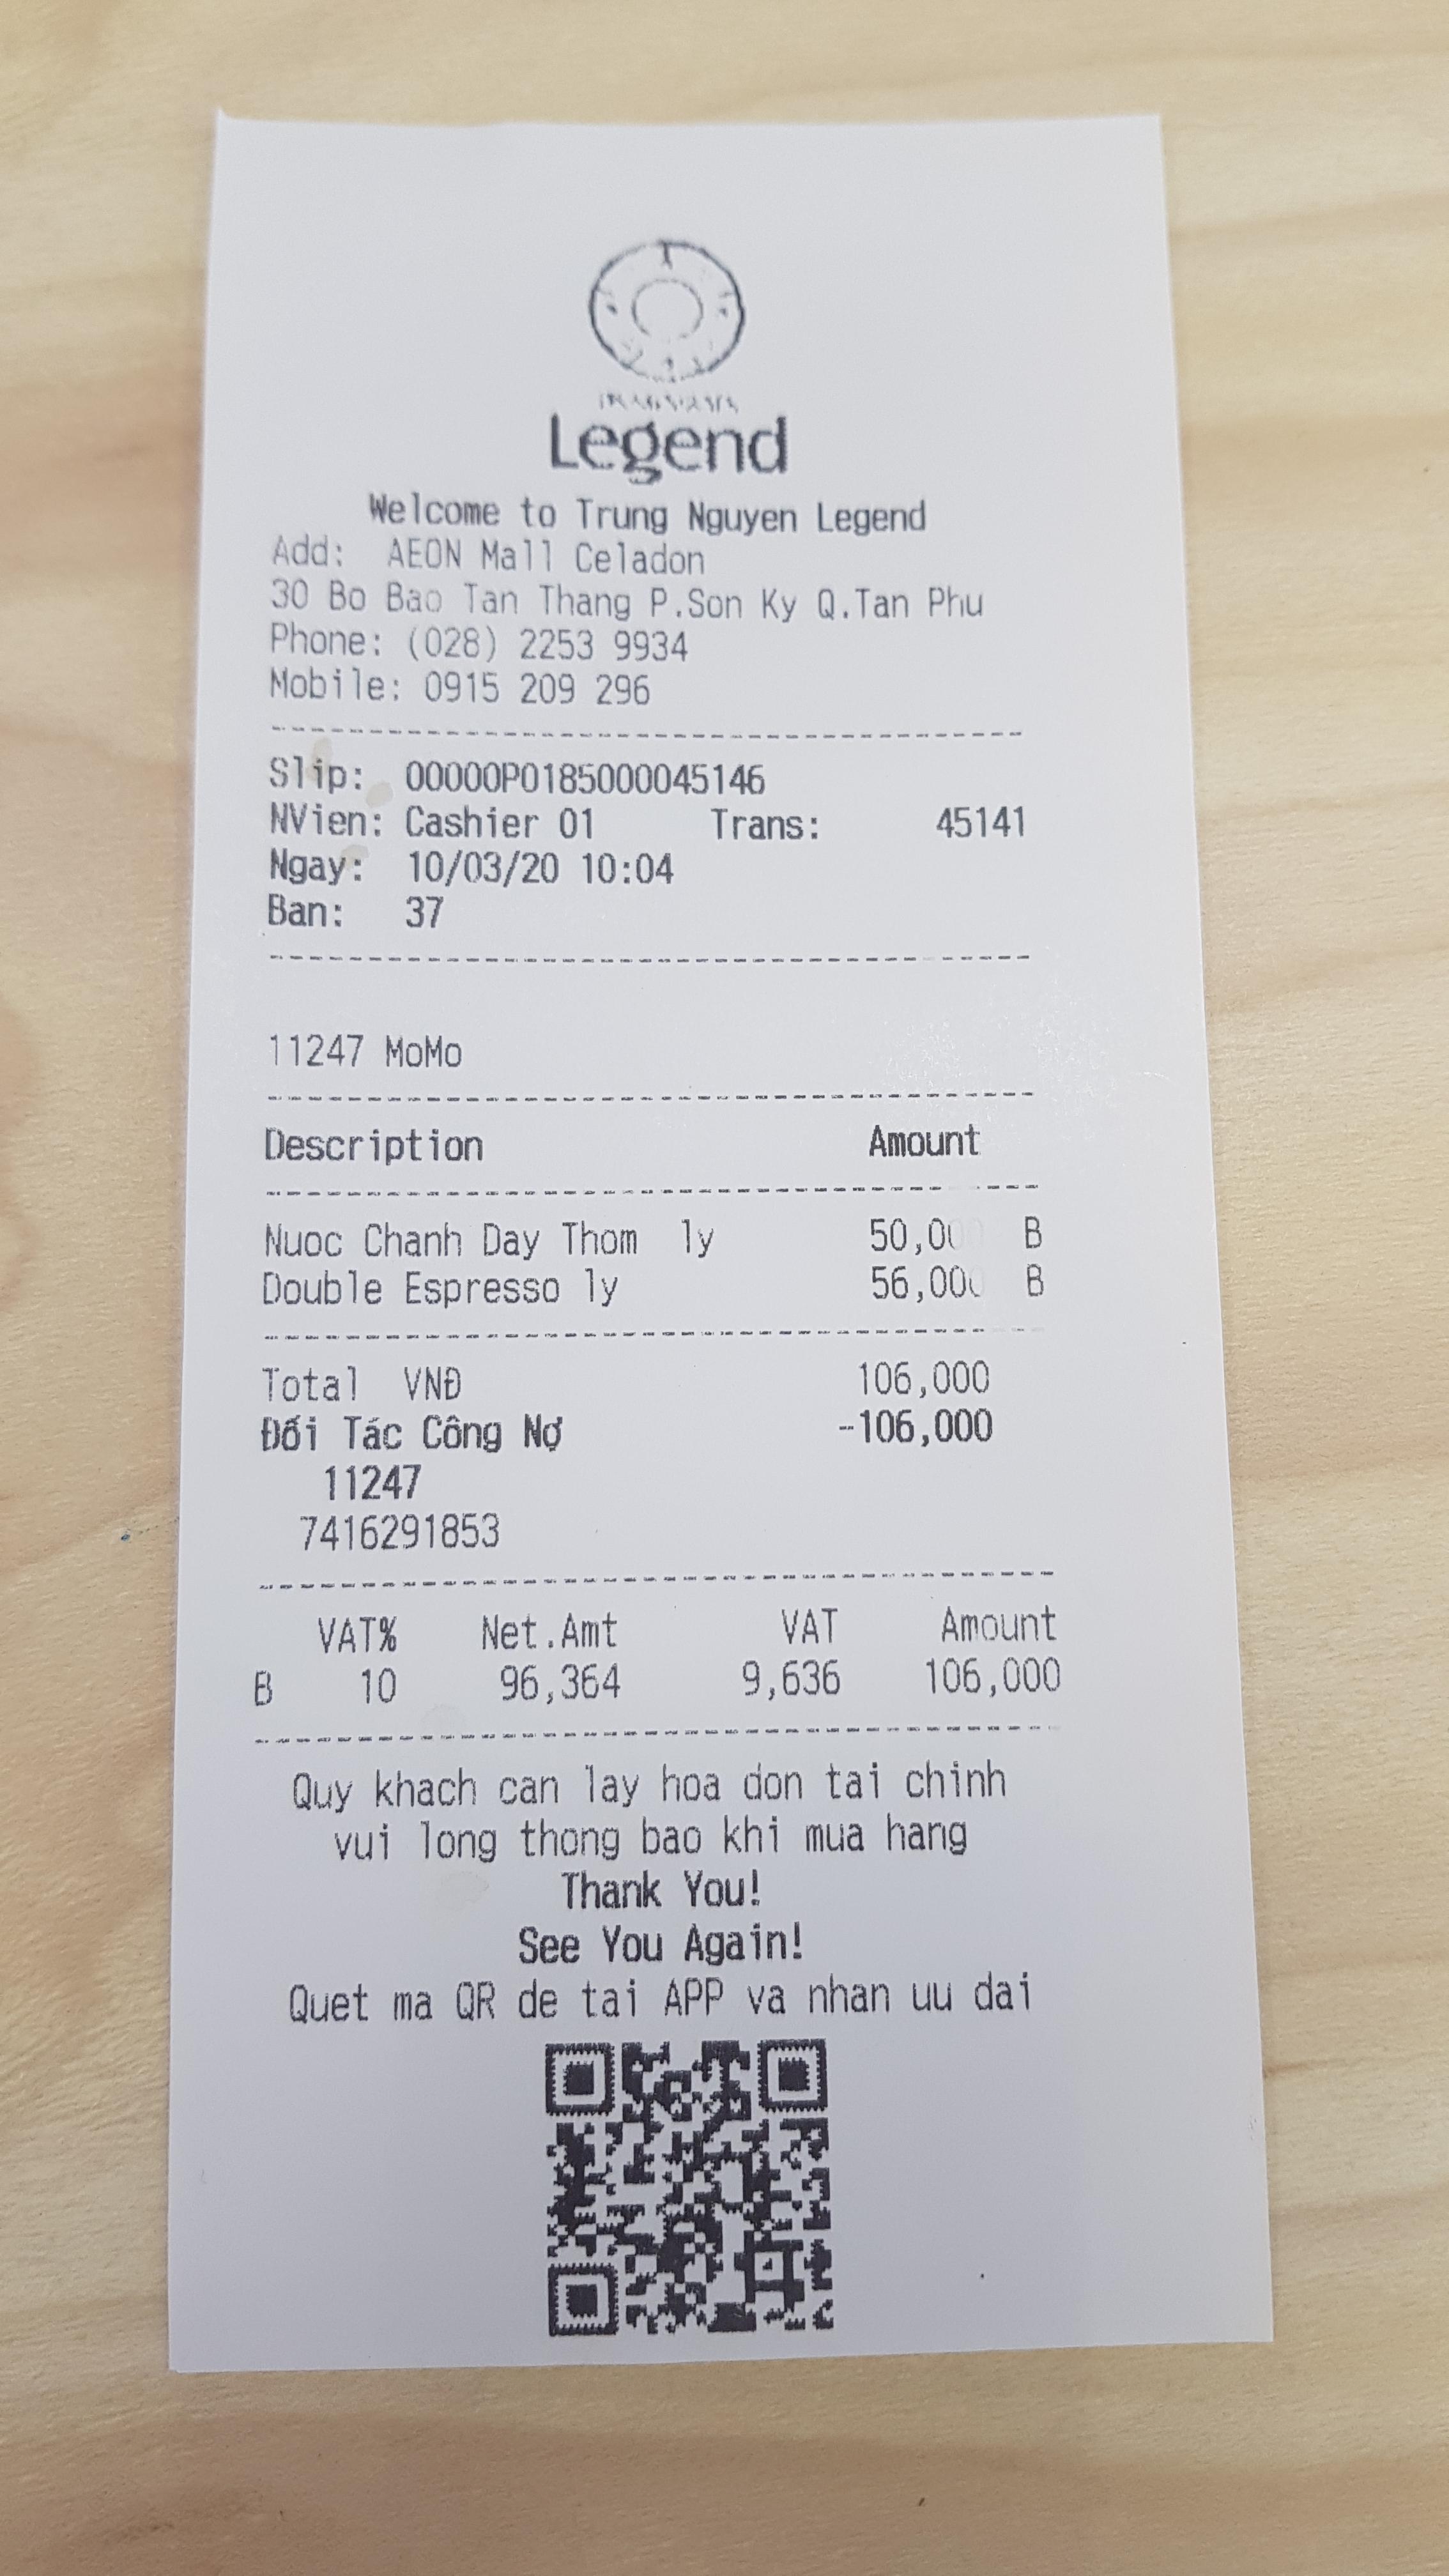 Legend
Welcome to Trung Nguyen Legend
Add: AEON Mall Celadon
30 Bo Bao Tan Thang P.Son Ky Q.Tan Phu
Phone: (028) 2253 9934
Mobile: 0915 209 296
Slip: 00000P0185000045146
NVien: Cashier 01 Trans: 45141
Ngay: 10/03/20 10:04
Ban: 37
11247 MoMo
Description Amount
Nuoc Chanh Day Thom ly 50,000 B
Double Espresso ly 56,000 B
Total VNĐ 106,000
Đối Tác Công Nợ -106,000
11247
7416291853
VAT% Net.Amt VAT Amount
B 10 96,364 9,636 106,000
Quy khach can lay hoa don tai chinh
vui long thong bao khi mua hang
Thank You!
See You Again!
Quet ma QR de tai APP va nhan uu dai